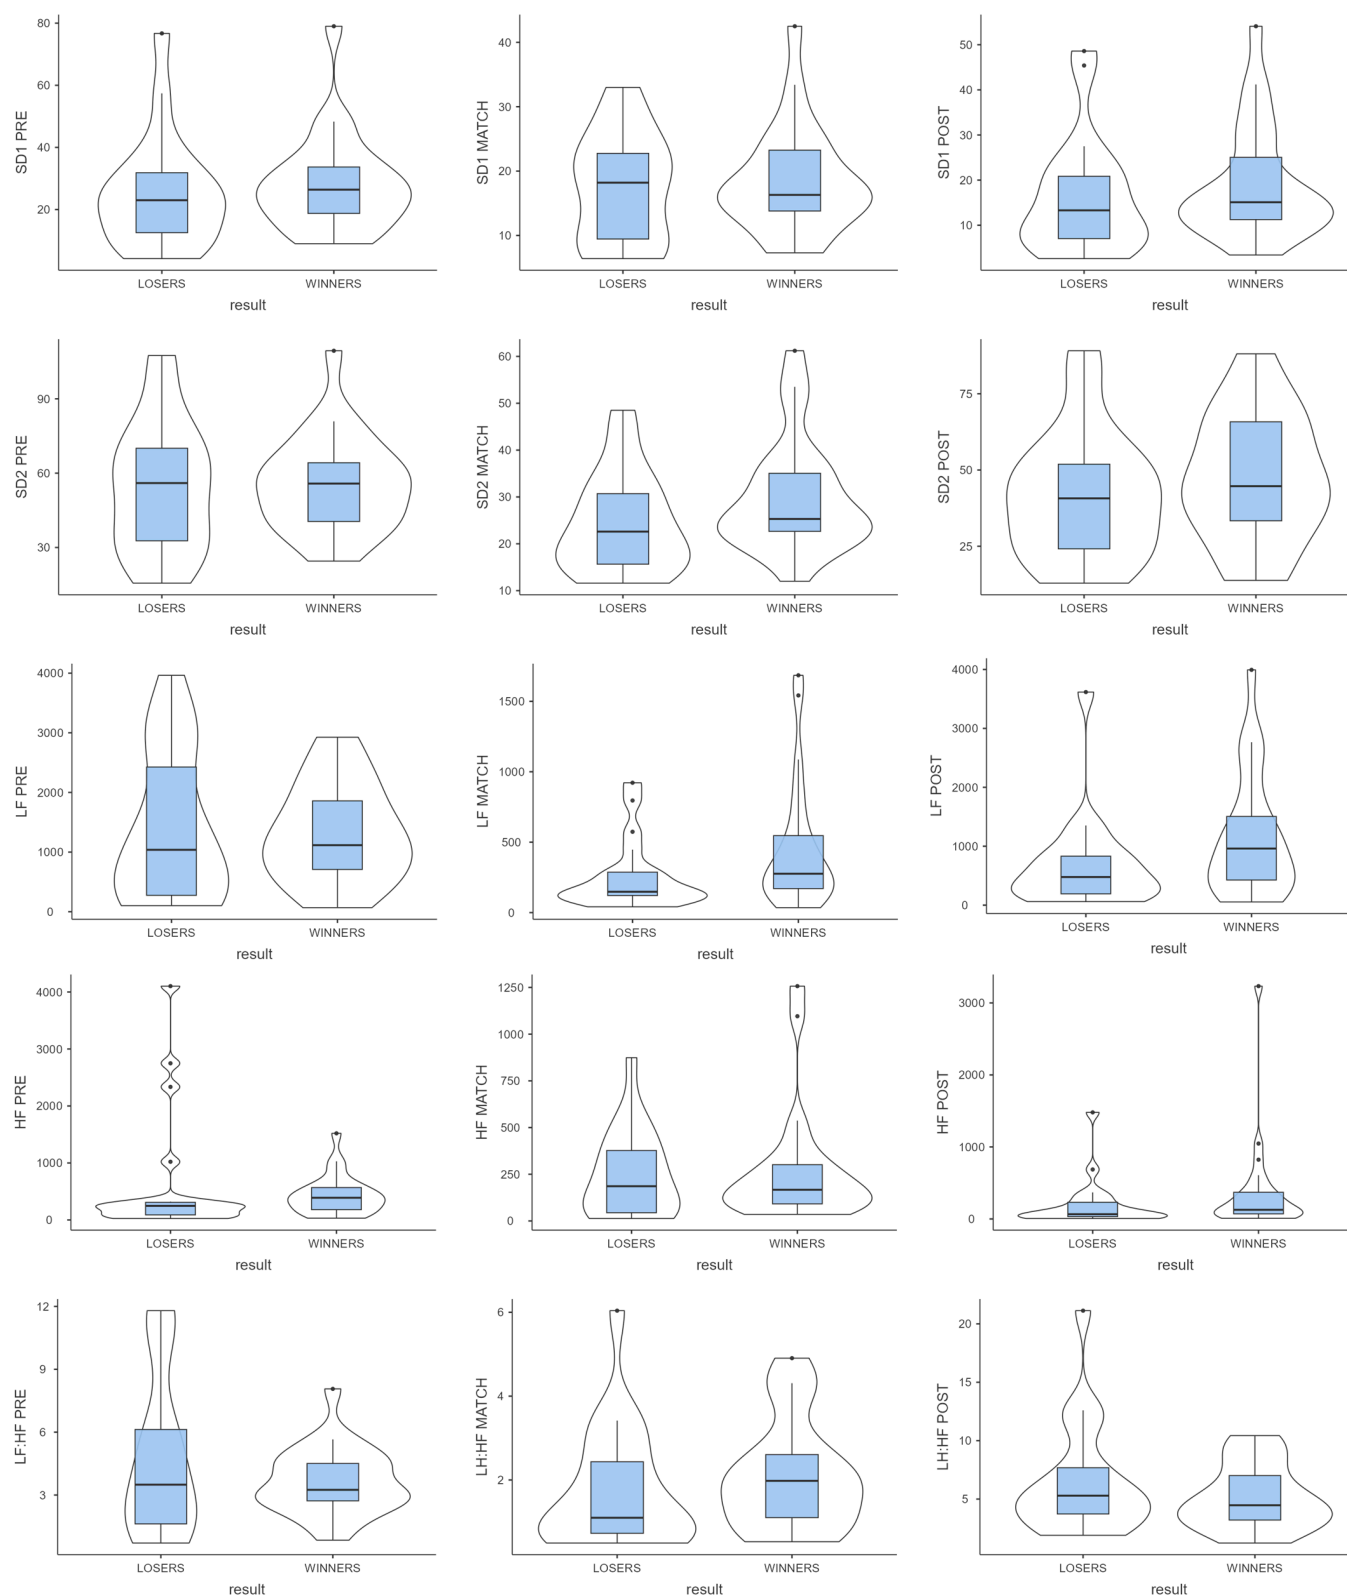 SD1 PRE
80
60
40
20
LOSERS WINNERS
result
SD1 MATCH
40
30
20
10
LOSERS WINNERS
result
SD1 POST
50
40
30
20
10
LOSERS WINNERS
result
SD2 PRE
90
60
30
LOSERS WINNERS
result
SD2 MATCH
60
50
40
30
20
10
LOSERS WINNERS
result
SD2 POST
75
50
25
LOSERS WINNERS
result
LF PRE
4000
3000
2000
1000
0
LOSERS WINNERS
result
LF MATCH
1500
1000
500
0
LOSERS WINNERS
result
LF POST
4000
3000
2000
1000
0
LOSERS WINNERS
result
HF PRE
4000
3000
2000
1000
0
LOSERS WINNERS
result
HF MATCH
1250
1000
750
500
250
0
LOSERS WINNERS
result
HF POST
3000
2000
1000
0
LOSERS WINNERS
result
LF:HF PRE
12
9
6
3
LOSERS WINNERS
result
LH:HF MATCH
6
4
2
LOSERS WINNERS
result
LH:HF POST
20
15
10
5
LOSERS WINNERS
result